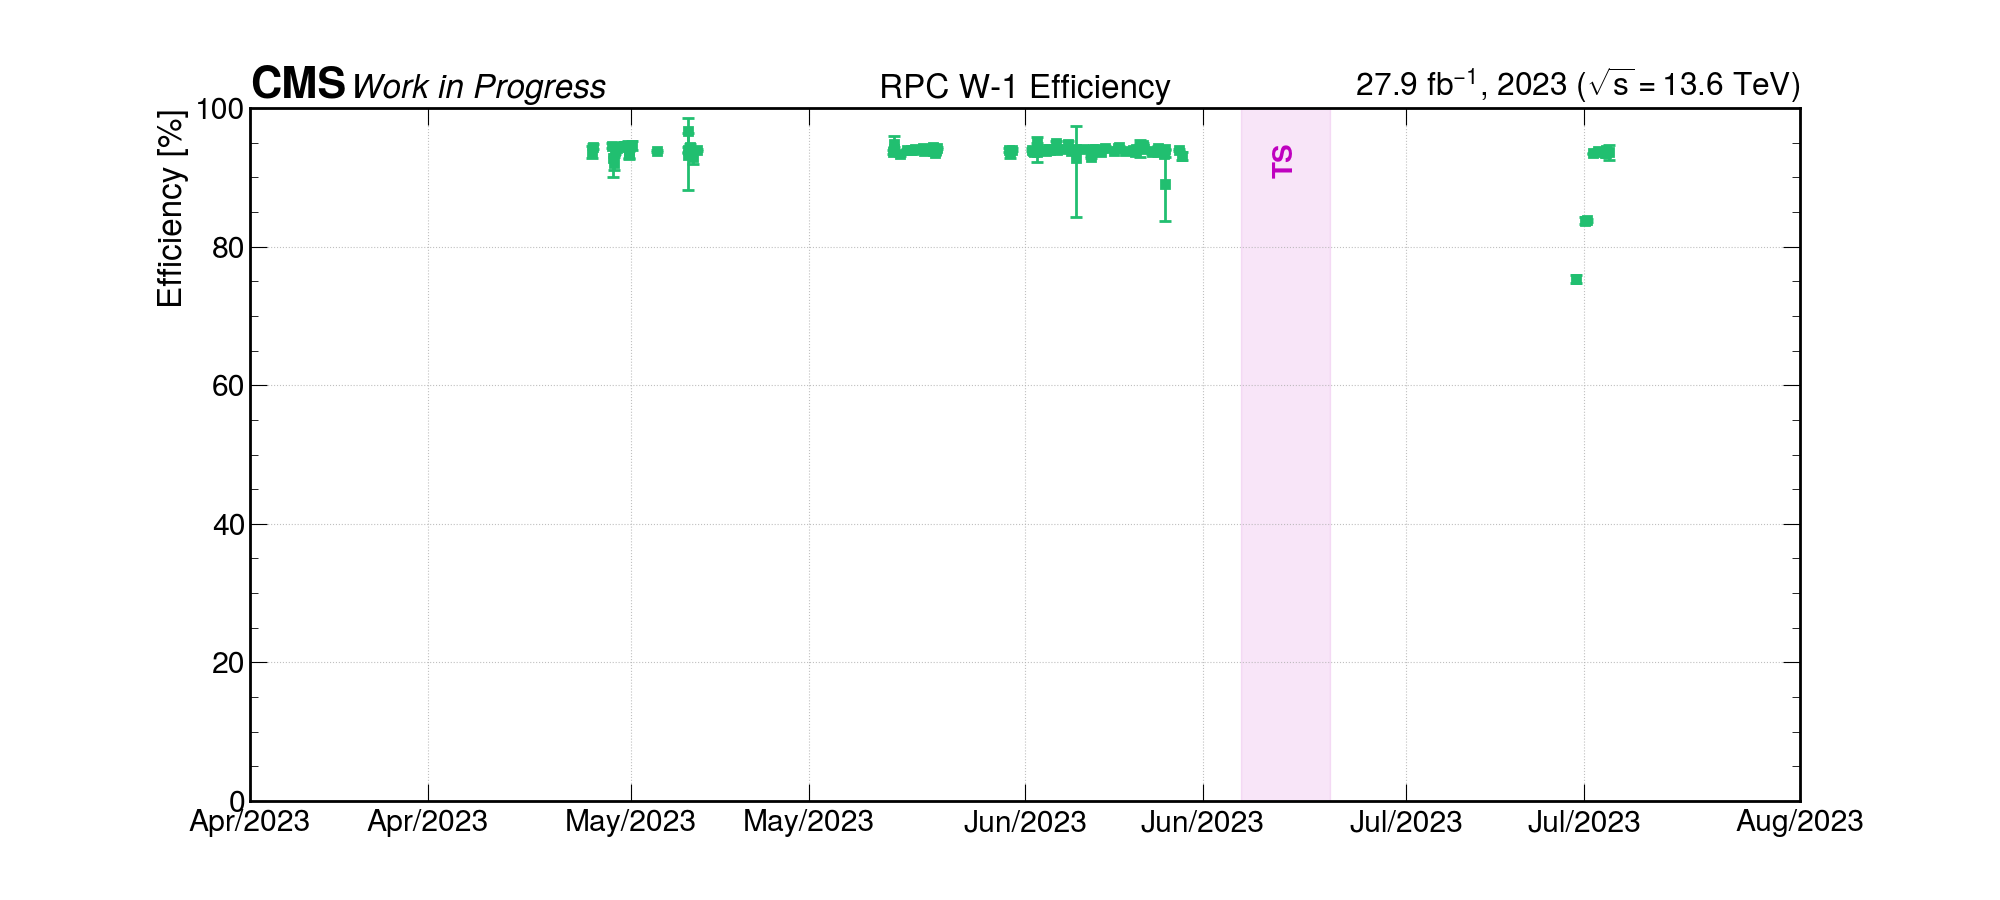 CMS Work in Progress RPC W-1 Efficiency 27.9 fb⁻¹, 2023 (√s = 13.6 TeV)
Efficiency [%]
100
80
60
40
20
0
TS
Apr/2023 Apr/2023 May/2023 May/2023 Jun/2023 Jun/2023 Jul/2023 Jul/2023 Aug/2023